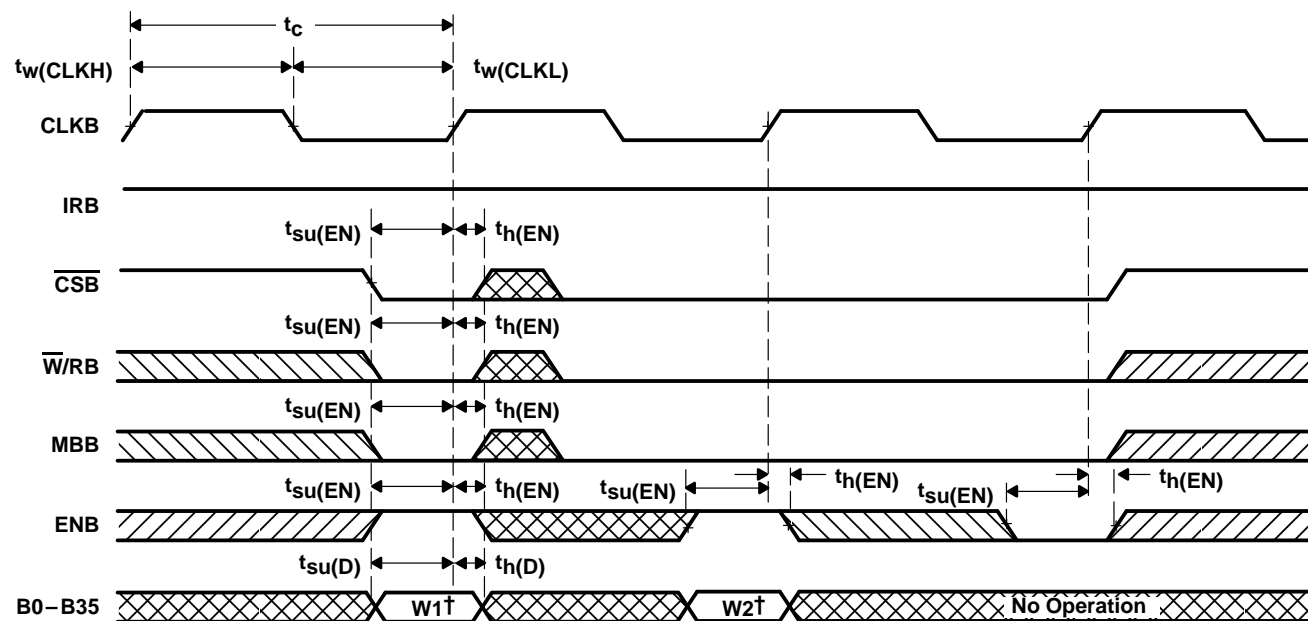 tc
tw(CLKH) tw(CLKL)
CLKB
IRB
tsu(EN) th(EN)
CSB
tsu(EN) th(EN)
W/RB
tsu(EN) th(EN)
MBB
tsu(EN) th(EN) tsu(EN) th(EN) tsu(EN) th(EN)
ENB
tsu(D) th(D)
B0–B35 W1† W2† No Operation